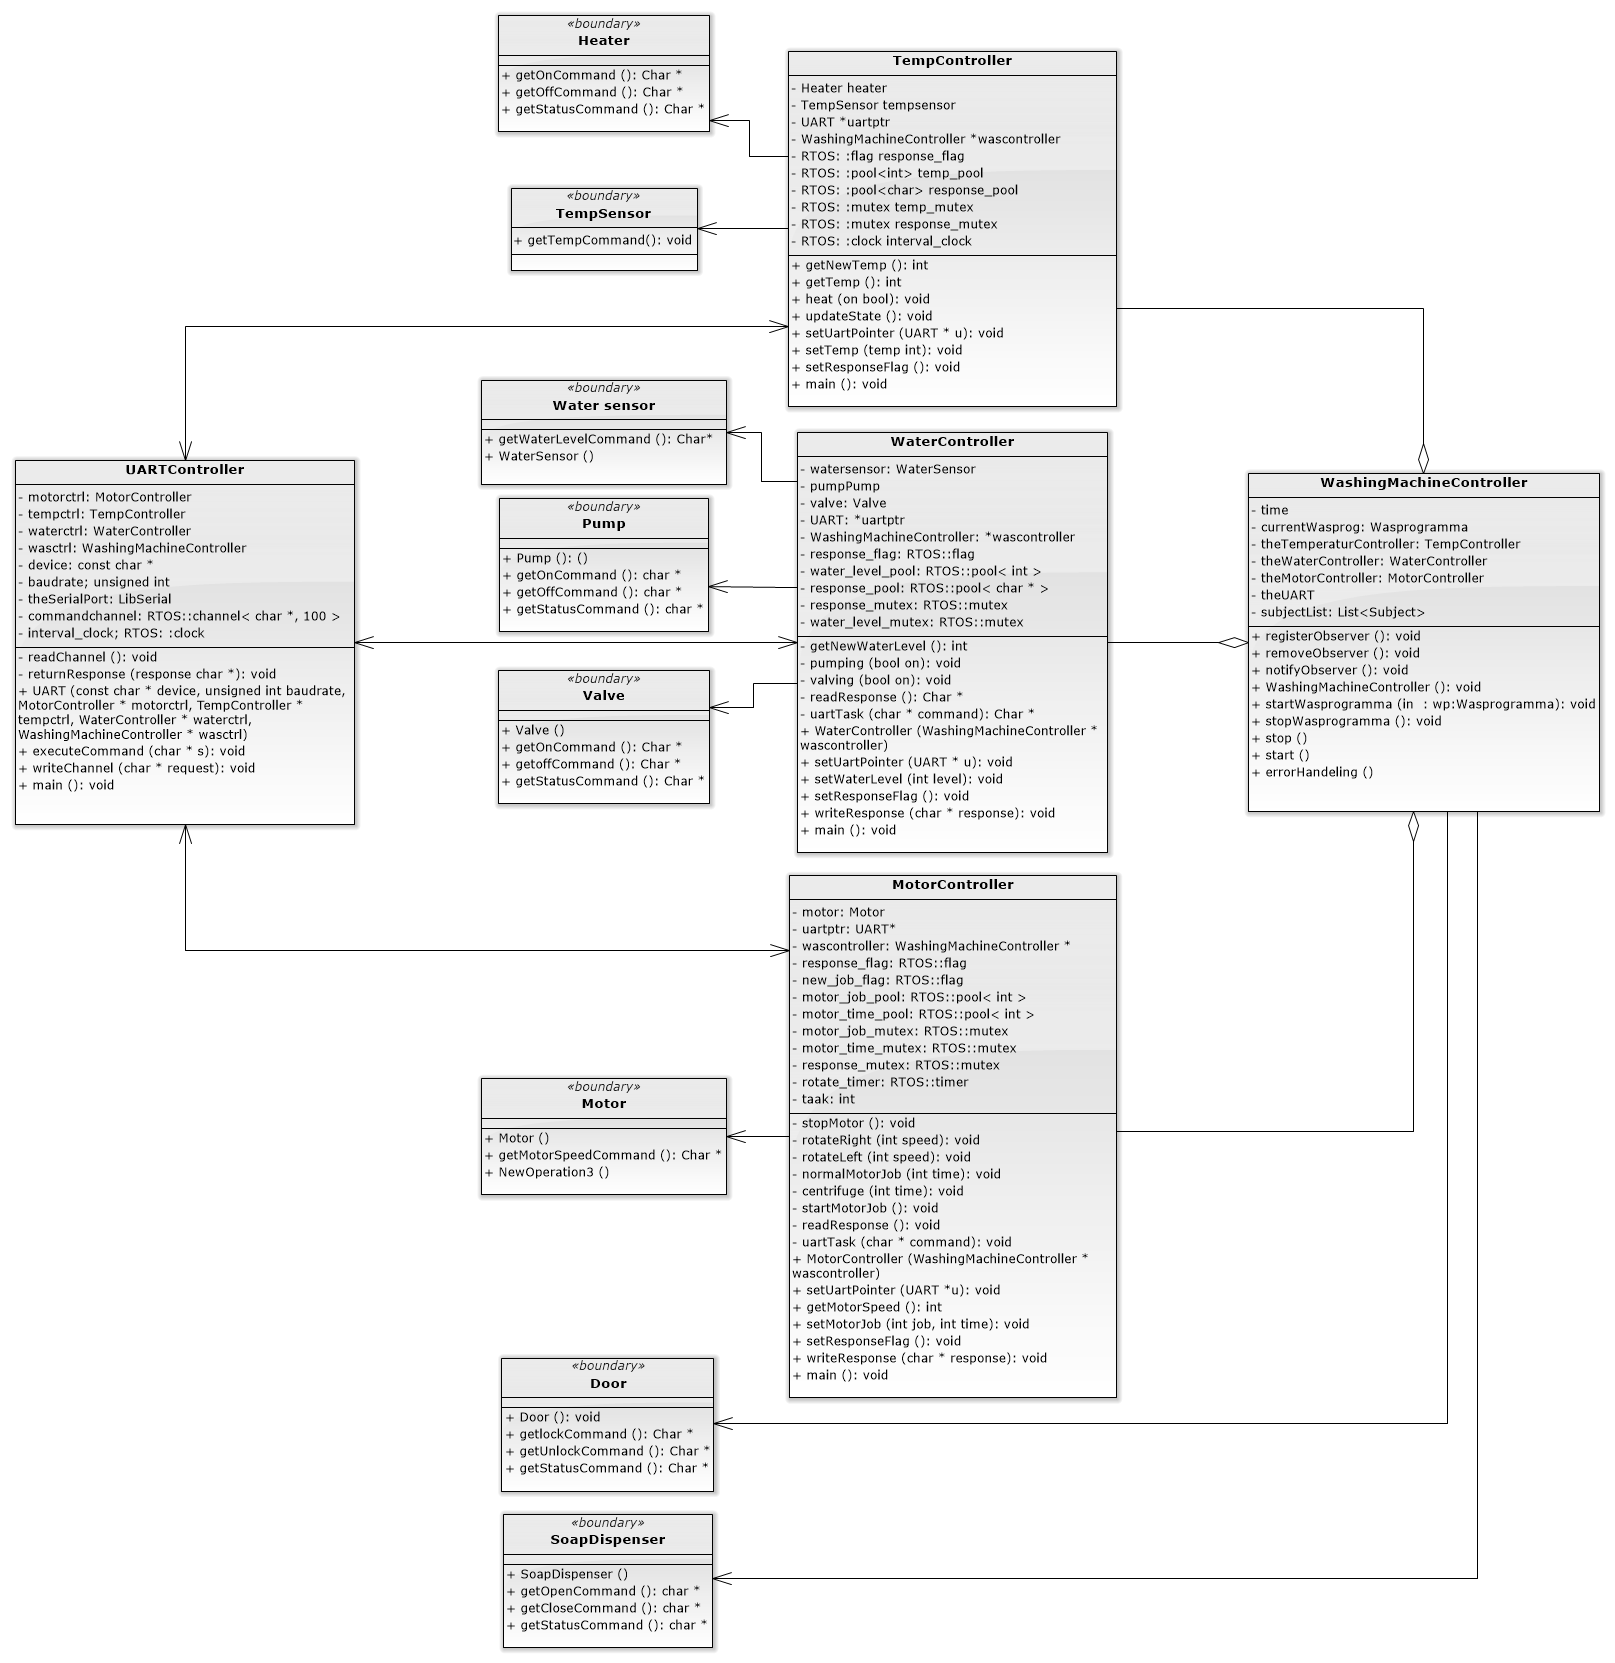 «boundary»
Heater
+ getOnCommand (): Char *
+ getOffCommand (): Char *
+ getStatusCommand (): Char *
TempController
- Heater heater
- TempSensor tempsensor
- UART *uartptr
- WashingMachineController *wascontroller
- RTOS: :flag response_flag
- RTOS: :pool<int> temp_pool
- RTOS: :pool<char> response_pool
- RTOS: :mutex temp_mutex
- RTOS: :mutex response_mutex
- RTOS: :clock interval_clock
+ getNewTemp (): int
+ getTemp (): int
+ heat (on bool): void
+ updateState (): void
+ setUartPointer (UART * u): void
+ setTemp (temp int): void
+ setResponseFlag (): void
+ main (): void
«boundary»
TempSensor
+ getTempCommand(): void
«boundary»
Water sensor
+ getWaterLevelCommand (): Char*
+ WaterSensor ()
UARTController
- motorctrl: MotorController
- tempctrl: TempController
- waterctrl: WaterController
- wasctrl: WashingMachineController
- device: const char *
- baudrate; unsigned int
- theSerialPort: LibSerial
- commandchannel: RTOS::channel< char *, 100 >
- interval_clock; RTOS: :clock
- readChannel (): void
- returnResponse (response char *): void
+ UART (const char * device, unsigned int baudrate,
MotorController * motorctrl, TempController *
tempctrl, WaterController * waterctrl,
WashingMachineController * wasctrl)
+ executeCommand (char * s): void
+ writeChannel (char * request): void
+ main (): void
«boundary»
Pump
+ Pump (): ()
+ getOnCommand (): char *
+ getOffCommand (): char *
+ getStatusCommand (): char *
«boundary»
Valve
+ Valve ()
+ getOnCommand (): Char *
+ getoffCommand (): Char *
+ getStatusCommand (): Char *
WaterController
- watersensor: WaterSensor
- pumpPump
- valve: Valve
- UART: *uartptr
- WashingMachineController: *wascontroller
- response_flag: RTOS::flag
- water_level_pool: RTOS::pool< int >
- response_pool: RTOS::pool< char * >
- response_mutex: RTOS::mutex
- water_level_mutex: RTOS::mutex
- getNewWaterLevel (): int
- pumping (bool on): void
- valving (bool on): void
- readResponse (): Char *
- uartTask (char * command): Char *
+ WaterController (WashingMachineController *
wascontroller)
+ setUartPointer (UART * u): void
+ setWaterLevel (int level): void
+ setResponseFlag (): void
+ writeResponse (char * response): void
+ main (): void
WashingMachineController
- time
- currentWasprog: Wasprogramma
- theTemperaturController: TempController
- theWaterController: WaterController
- theMotorController: MotorController
- theUART
- subjectList: List<Subject>
+ registerObserver (): void
+ removeObserver (): void
+ notifyObserver (): void
+ WashingMachineController (): void
+ startWasprogramma (in  : wp:Wasprogramma): void
+ stopWasprogramma (): void
+ stop ()
+ start ()
+ errorHandeling ()
MotorController
- motor: Motor
- uartptr: UART*
- wascontroller: WashingMachineController *
- response_flag: RTOS::flag
- new_job_flag: RTOS::flag
- motor_job_pool: RTOS::pool< int >
- motor_time_pool: RTOS::pool< int >
- motor_job_mutex: RTOS::mutex
- motor_time_mutex: RTOS::mutex
- response_mutex: RTOS::mutex
- rotate_timer: RTOS::timer
- taak: int
- stopMotor (): void
- rotateRight (int speed): void
- rotateLeft (int speed): void
- normalMotorJob (int time): void
- centrifuge (int time): void
- startMotorJob (): void
- readResponse (): void
- uartTask (char * command): void
+ MotorController (WashingMachineController *
wascontroller)
+ setUartPointer (UART *u): void
+ getMotorSpeed (): int
+ setMotorJob (int job, int time): void
+ setResponseFlag (): void
+ writeResponse (char * response): void
+ main (): void
«boundary»
Motor
+ Motor ()
+ getMotorSpeedCommand (): Char *
+ NewOperation3 ()
«boundary»
Door
+ Door (): void
+ getlockCommand (): Char *
+ getUnlockCommand (): Char *
+ getStatusCommand (): Char *
«boundary»
SoapDispenser
+ SoapDispenser ()
+ getOpenCommand (): char *
+ getCloseCommand (): char *
+ getStatusCommand (): char *